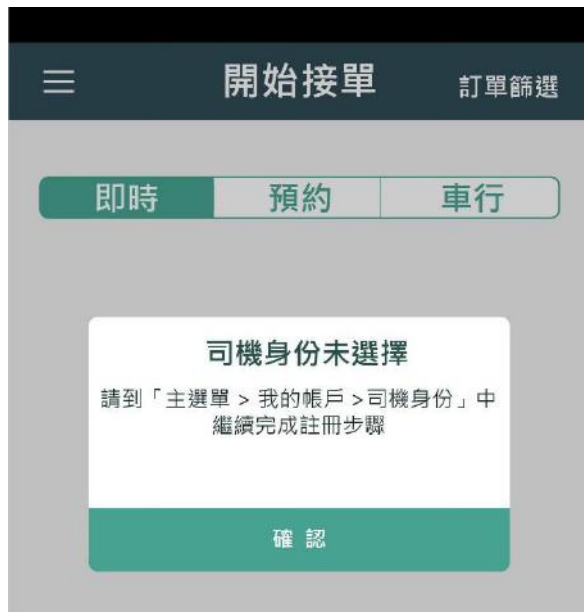 開始接單
訂單篩選
即時
預約
車行
司機身份未選擇
請到「主選單 > 我的帳戶 >司機身份」中
繼續完成註冊步驟
確 認